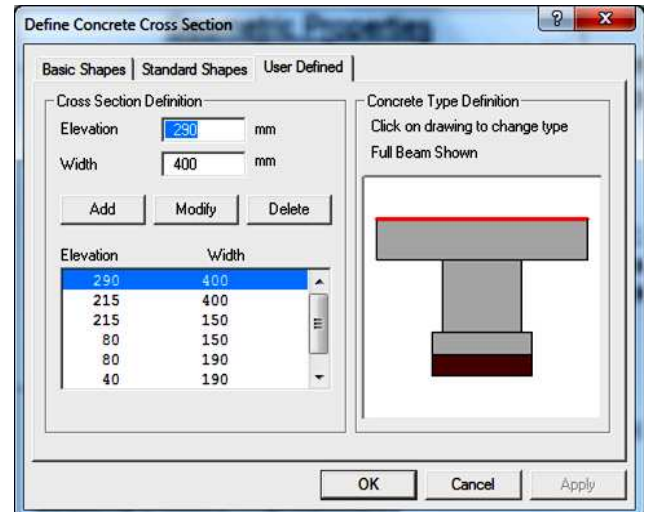 Define Concrete Cross Section
Basic Shapes Standard Shapes User Defined
Cross Section Definition
Elevation 290 mm
Width 400 mm
Add Modify Delete
Elevation Width
290 400
215 400
215 150
80 150
80 190
40 190
Concrete Type Definition
Click on drawing to change type
Full Beam Shown
OK Cancel Apply